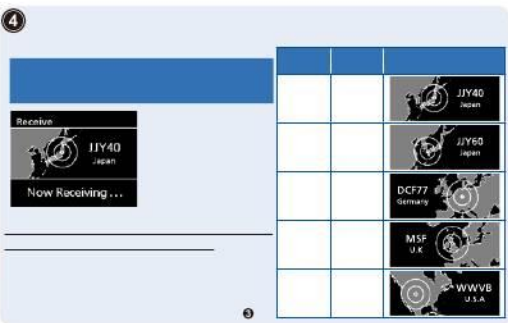 4
Receive
JJY40
Japan
Now Receiving...
JJY40
Japan
JJY60
Japan
DCF77
Germany
MSF
U.K
WWVB
U.S.A
3